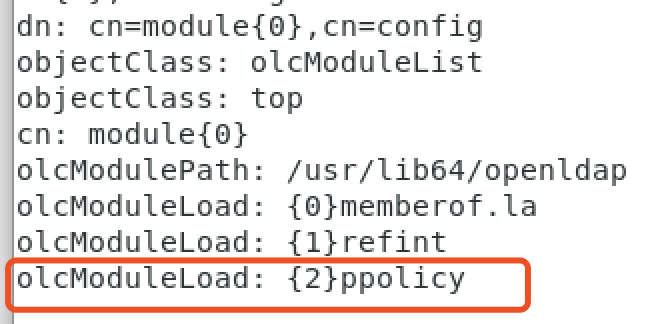 dn: cn=module{0},cn=config
objectClass: olcModuleList
objectClass: top
cn: module{0}
olcModulePath: /usr/lib64/openldap
olcModuleLoad: {0}memberof.la
olcModuleLoad: {1}refint
olcModuleLoad: {2}ppolicy